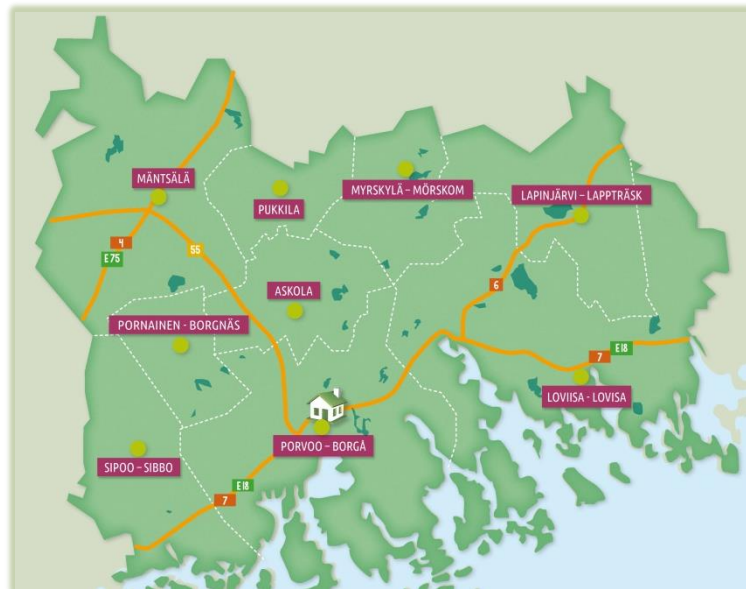 MÄNTSÄLÄ
PUKKILA
MYRSKYLÄ – MÖRSKOM
LAPINJÄRVI – LAPPTRÄSK
4
E75
55
6
ASKOLA
PORNAINEN - BORGNÄS
7
E18
LOVIISA - LOVISA
PORVOO – BORGÅ
SIPOO – SIBBO
E18
7